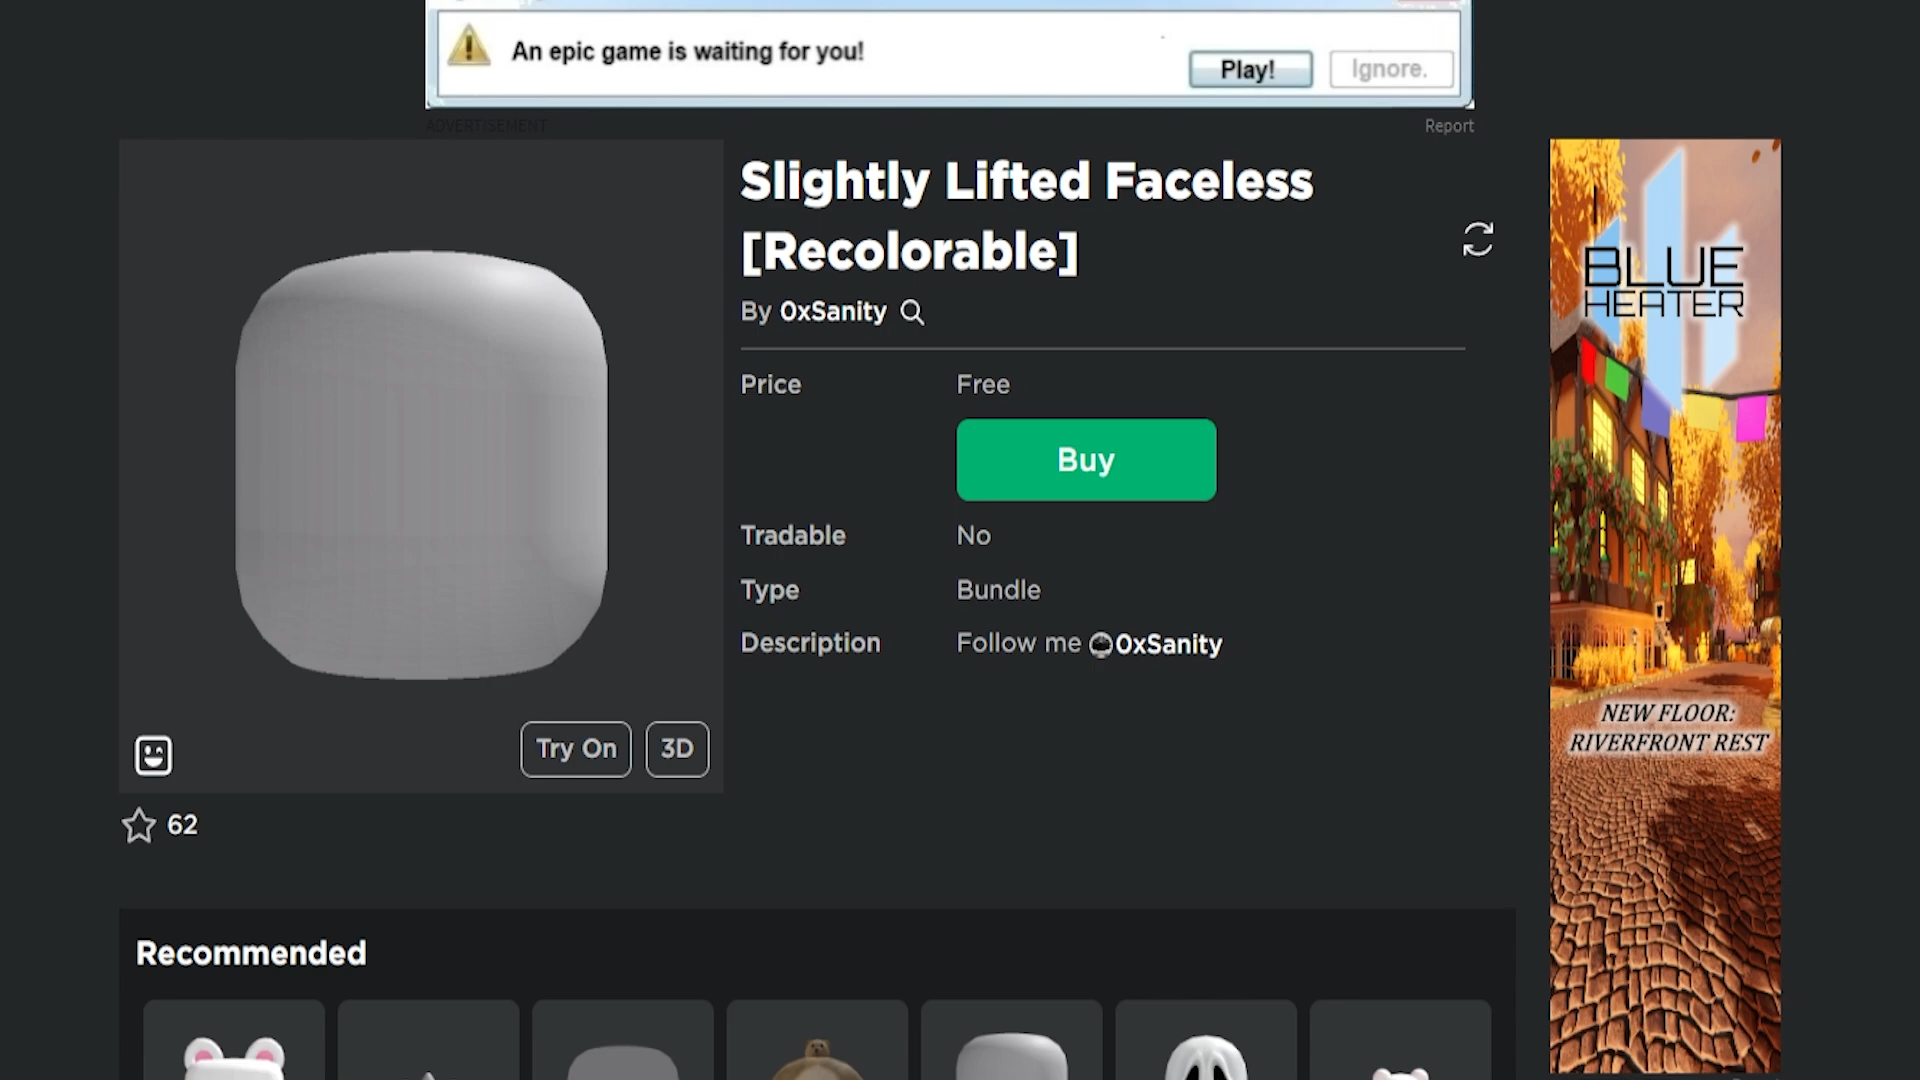 An epic game is waiting for you!
Play!
Ignore.
ADVERTISEMENT
Report
Slightly Lifted Faceless
[Recolorable]
By 0xSanity
Price
Free
Buy
Tradable
No
Type
Bundle
Description
Follow me 0xSanity
Try On
3D
62
Recommended
BLUE
HEATER
NEW FLOOR:
RIVERFRONT REST